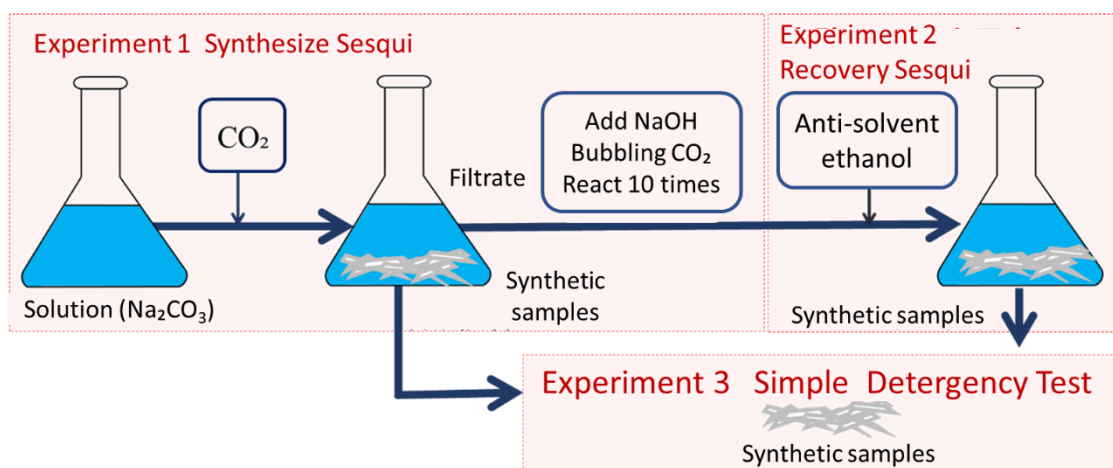 Experiment 1 Synthesize Sesqui
CO₂
Solution (Na₂CO₃)
Filtrate
Add NaOH
Bubbling CO₂
React 10 times
Synthetic
samples
Experiment 2
Recovery Sesqui
Anti-solvent
ethanol
Synthetic samples
Experiment 3 Simple Detergency Test
Synthetic samples